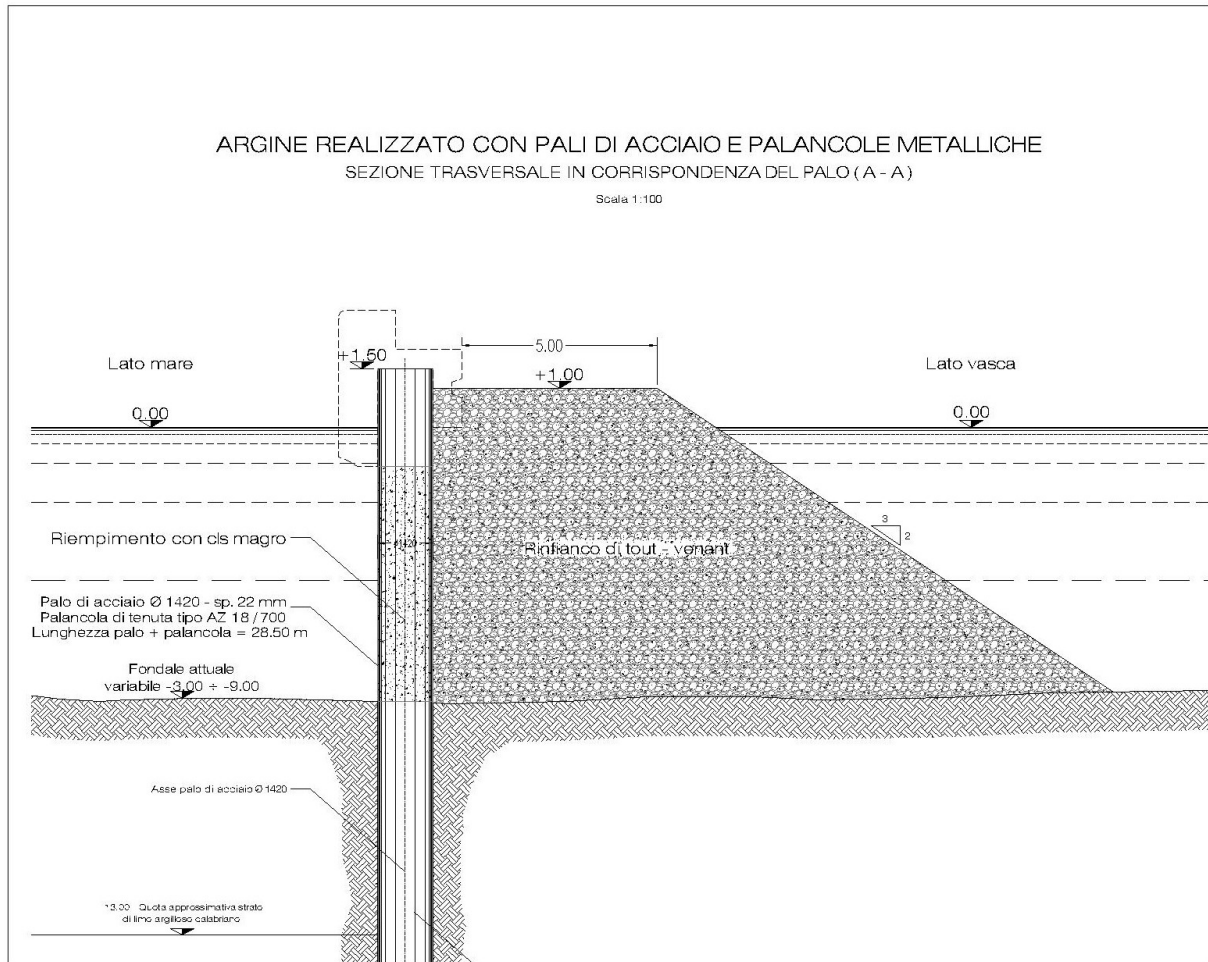 ARGINE REALIZZATO CON PALI DI ACCIAIO E PALANCOLE METALLICHE
SEZIONE TRASVERSALE IN CORRISPONDENZA DEL PALO ( A - A )
Scala 1:100
Lato mare
+1.50
5.00
+1.00
Lato vasca
0.00
0.00
3
2
Riempimento con cls magro
1420
Rinfianco di tout - venant
Palo di acciaio Ø 1420 - sp. 22 mm
Palancola di tenuta tipo AZ 18 / 700
Lunghezza palo + palancola = 28.50 m
Fondale attuale
variabile -3.00 ÷ -9.00
Asse palo di acciaio Ø 1420
Quota approssimativa strato
di limo argilloso calabriano